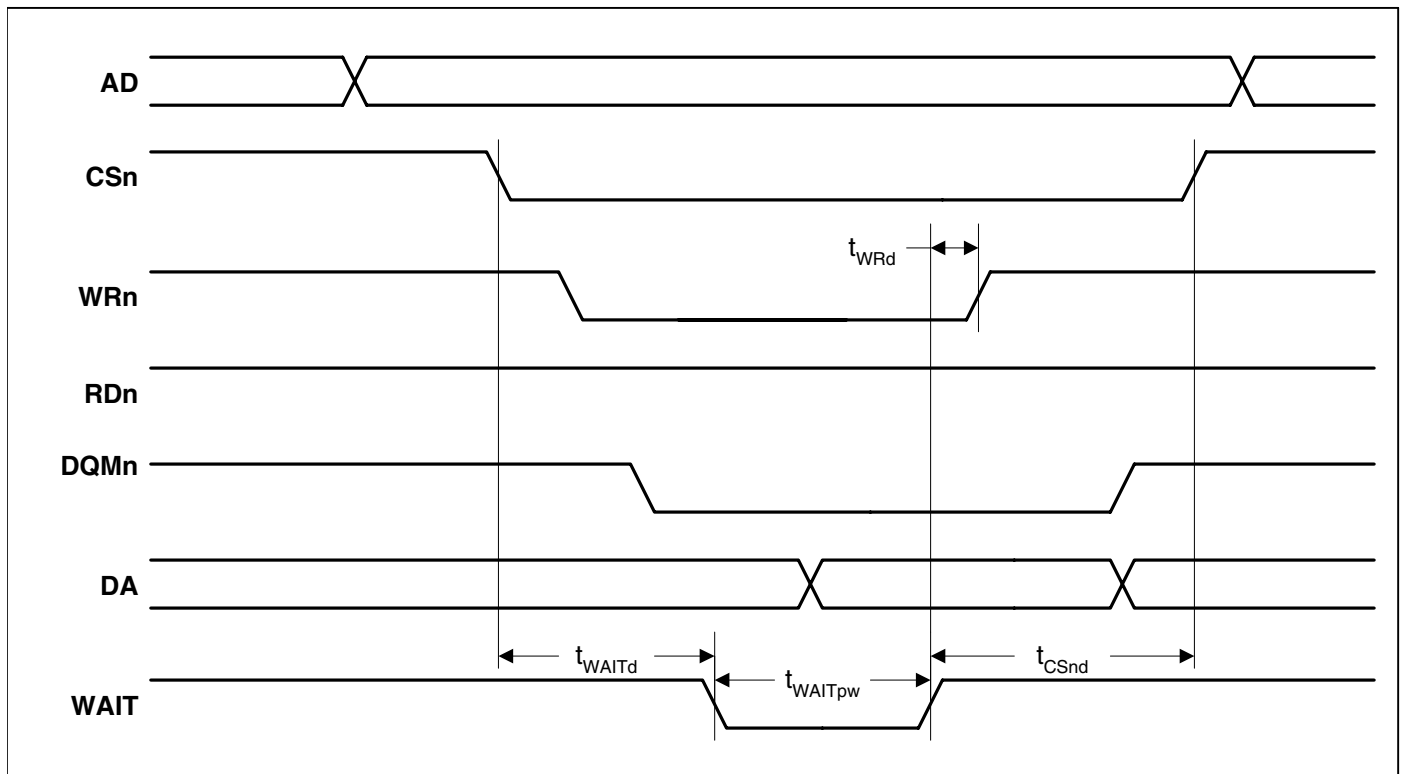 AD
CSn
tWRd
WRn
RDn
DQMn
DA
tWAITd
tCSnd
tWAITpw
WAIT